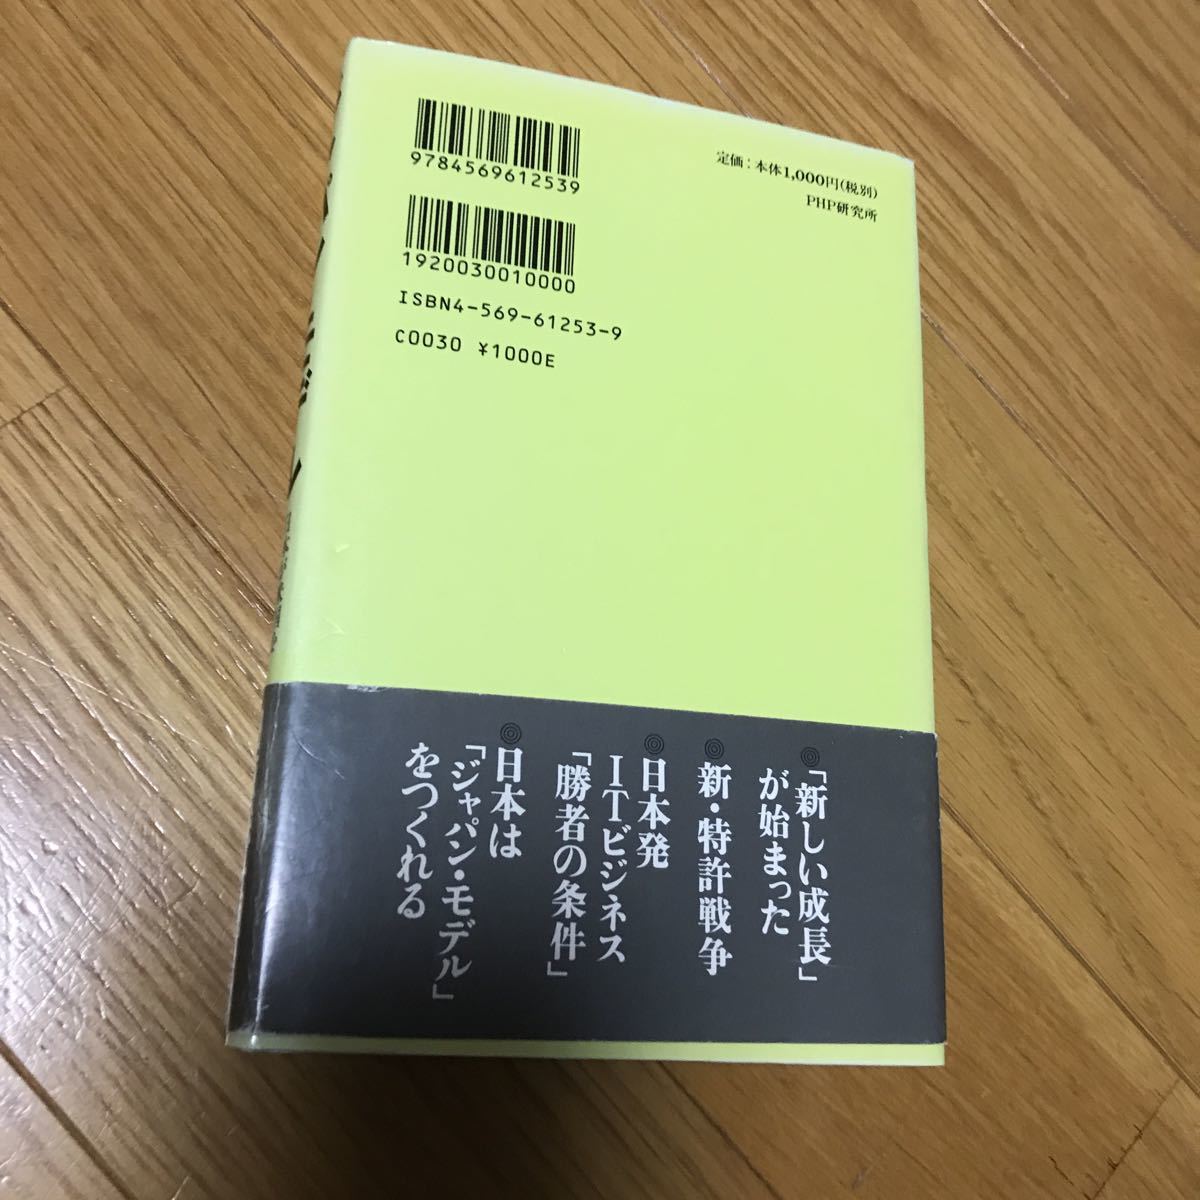 9784569612539
1920030010000
ISBN4-569-61253-9
C0030 ¥1000E
定価：本体1,000円(税別)
PHP研究所
◎「新しい成長」
が始まった
◎新・特許戦争
◎日本発
ITビジネス
「勝者の条件」
◎日本は
「ジャパン・モデル」
をつくれる